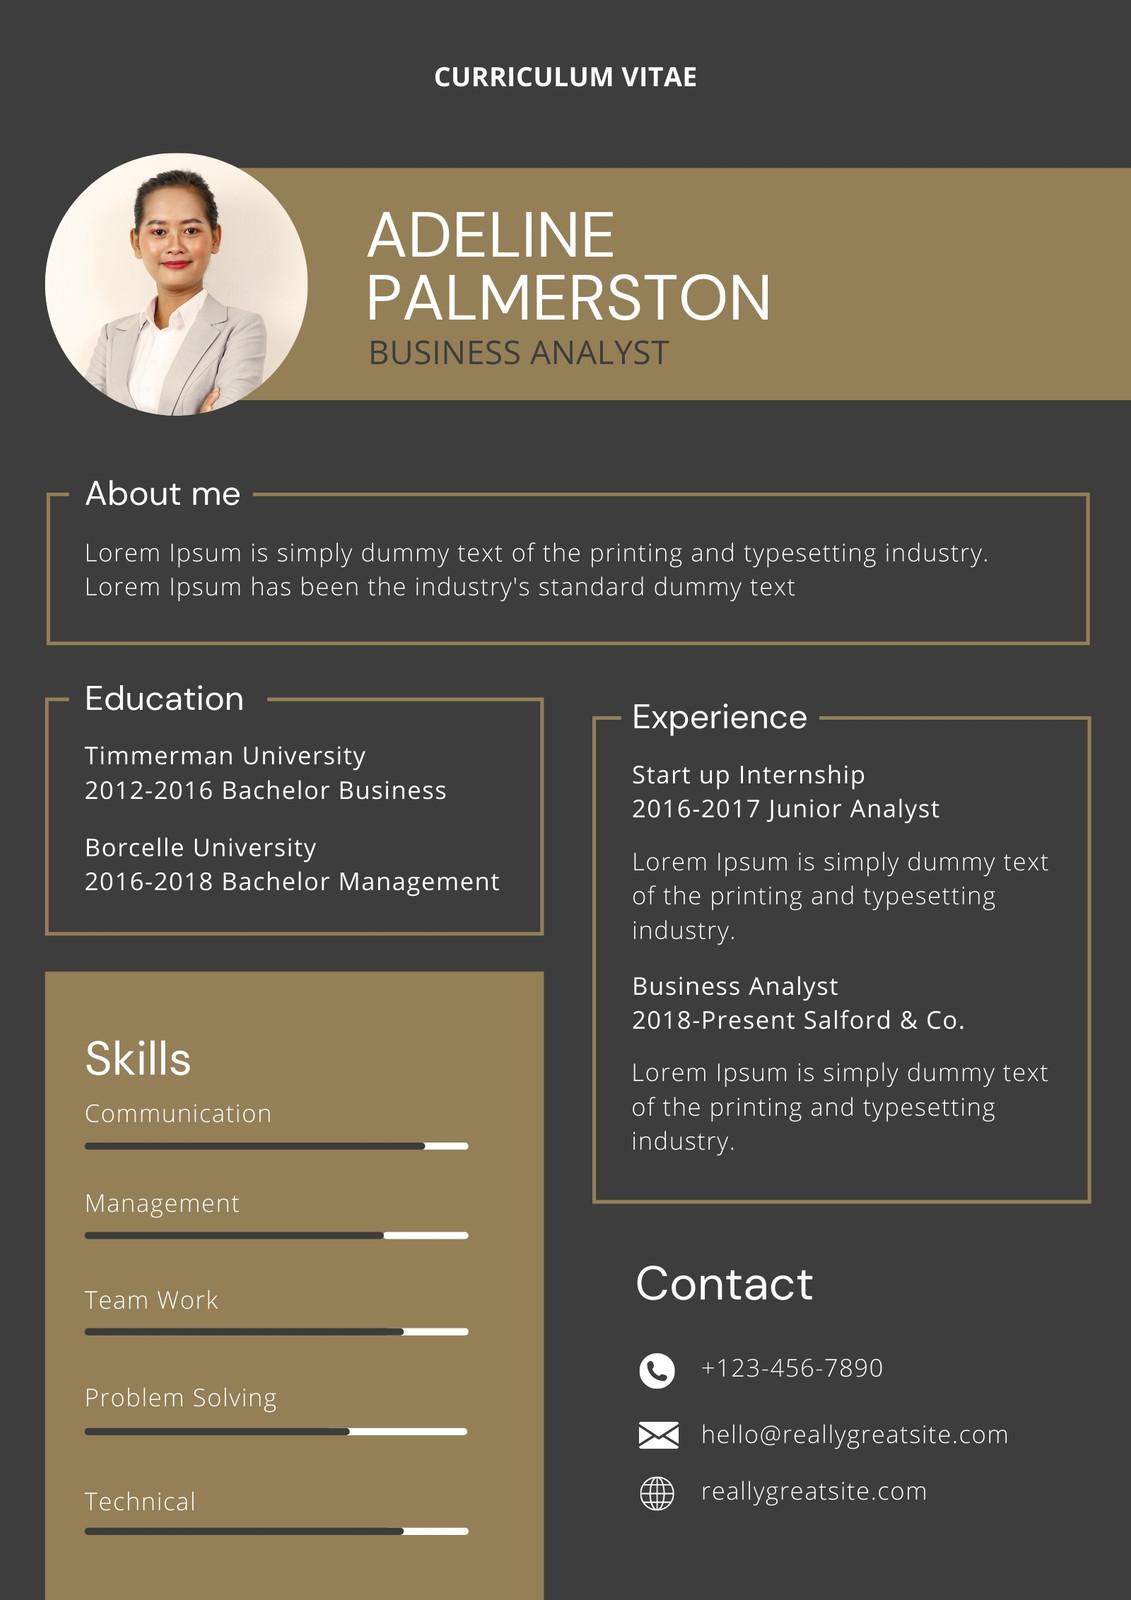 CURRICULUM VITAE
ADELINE
PALMERSTON
BUSINESS ANALYST
About me
Lorem Ipsum is simply dummy text of the printing and typesetting industry.
Lorem Ipsum has been the industry's standard dummy text
Education
Timmerman University
2012-2016 Bachelor Business
Borcelle University
2016-2018 Bachelor Management
Skills
Communication
Management
Team Work
Problem Solving
Technical
Experience
Start up Internship
2016-2017 Junior Analyst
Lorem Ipsum is simply dummy text
of the printing and typesetting
industry.
Business Analyst
2018-Present Salford & Co.
Lorem Ipsum is simply dummy text
of the printing and typesetting
industry.
Contact
+123-456-7890
hello@reallygreatsite.com
reallygreatsite.com